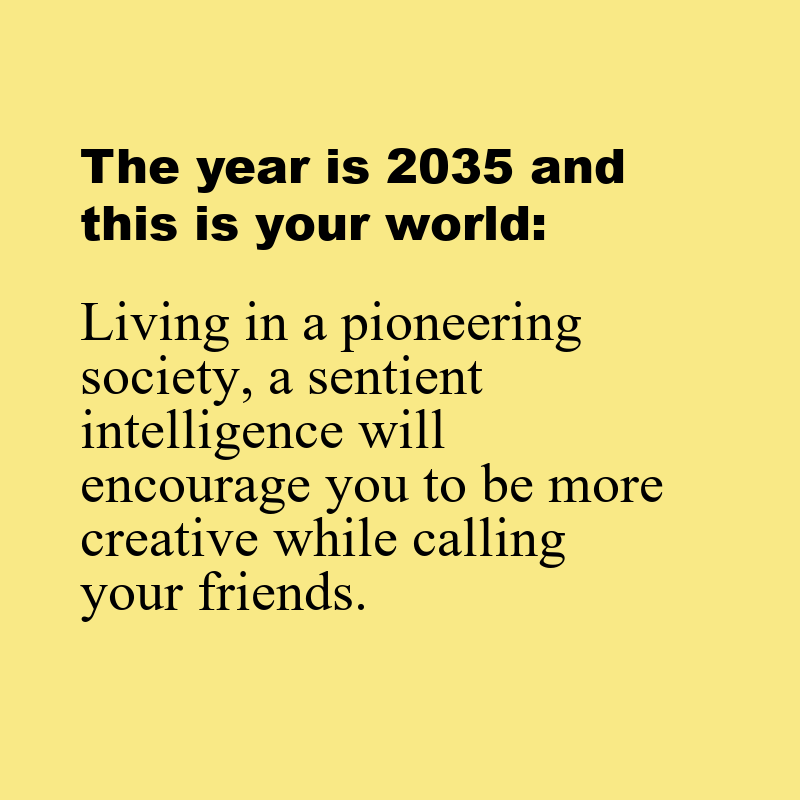 The year is 2035 and
this is your world:
Living in a pioneering
society, a sentient
intelligence will
encourage you to be more
creative while calling
your friends.